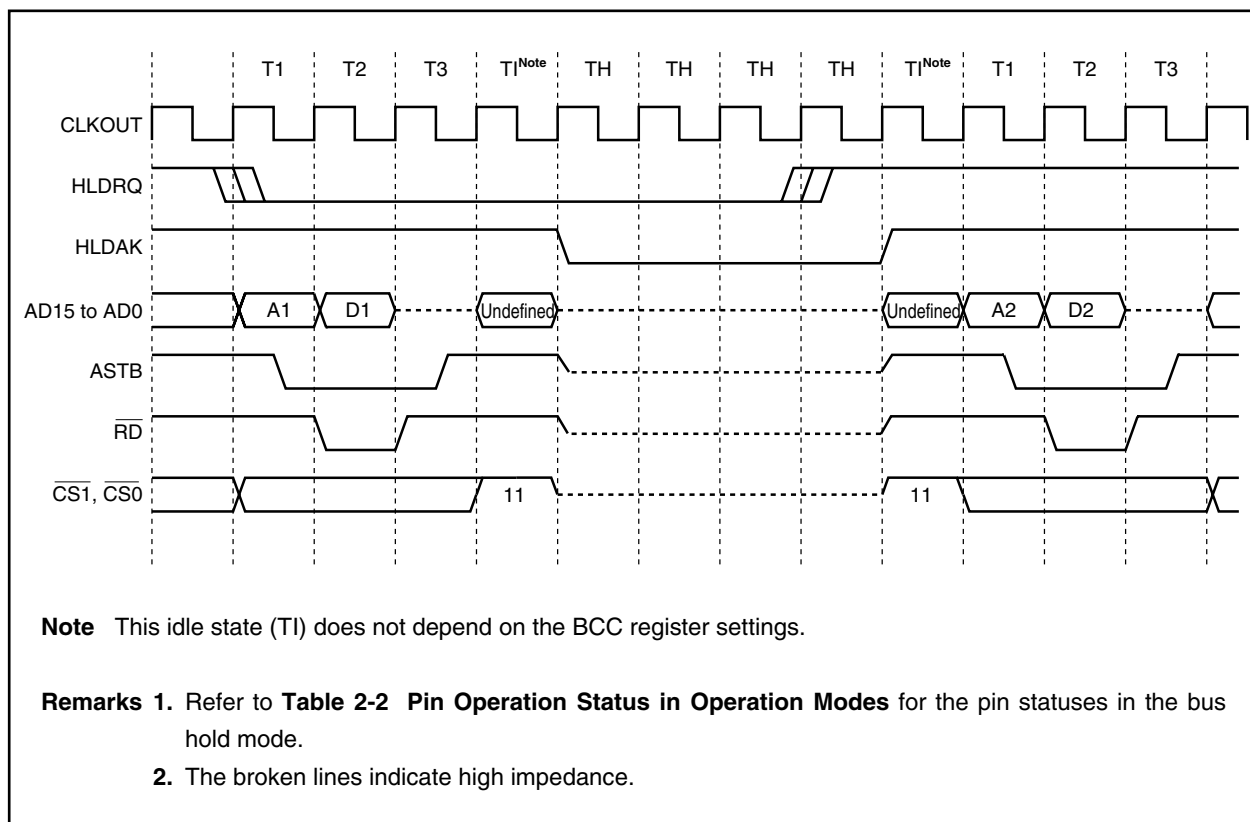 T1 T2 T3 TINote TH TH TH TH TINote T1 T2 T3
CLKOUT
HLDRQ
HLDAK
AD15 to AD0 A1 D1 Undefined Undefined A2 D2
ASTB
RD
CS1, CS0 11 11
Note This idle state (TI) does not depend on the BCC register settings.
Remarks 1. Refer to Table 2-2 Pin Operation Status in Operation Modes for the pin statuses in the bus
hold mode.
2. The broken lines indicate high impedance.